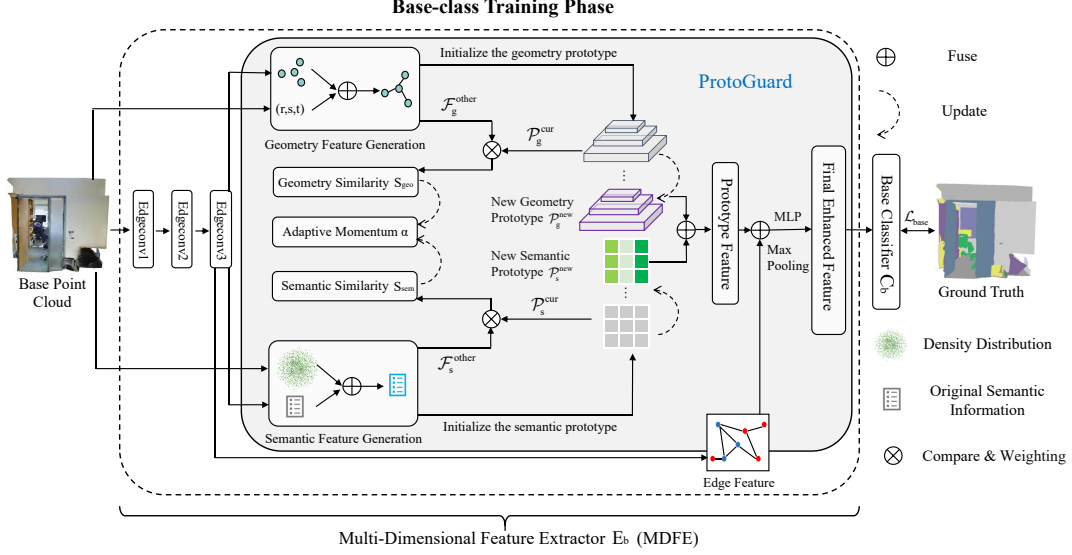 Base-class Training Phase
Initialize the geometry prototype
ProtoGuard
Fuse
(r,s,t)
Geometry Feature Generation
F_g^other
P_g^cur
Update
Geometry Similarity S_geo
Adaptive Momentum α
Semantic Similarity S_sem
New Geometry
Prototype P_g^new
New Semantic
Prototype P_s^new
...
...
Edgeconv1
Edgeconv2
Edgeconv3
Base Point
Cloud
Prototype Feature
MLP
Max
Pooling
Final Enhanced Feature
Base Classifier C_b
L_base
Ground Truth
P_s^cur
F_s^other
Semantic Feature Generation
Initialize the semantic prototype
Edge Feature
Density Distribution
Original Semantic
Information
Compare & Weighting
Multi-Dimensional Feature Extractor E_b (MDFE)